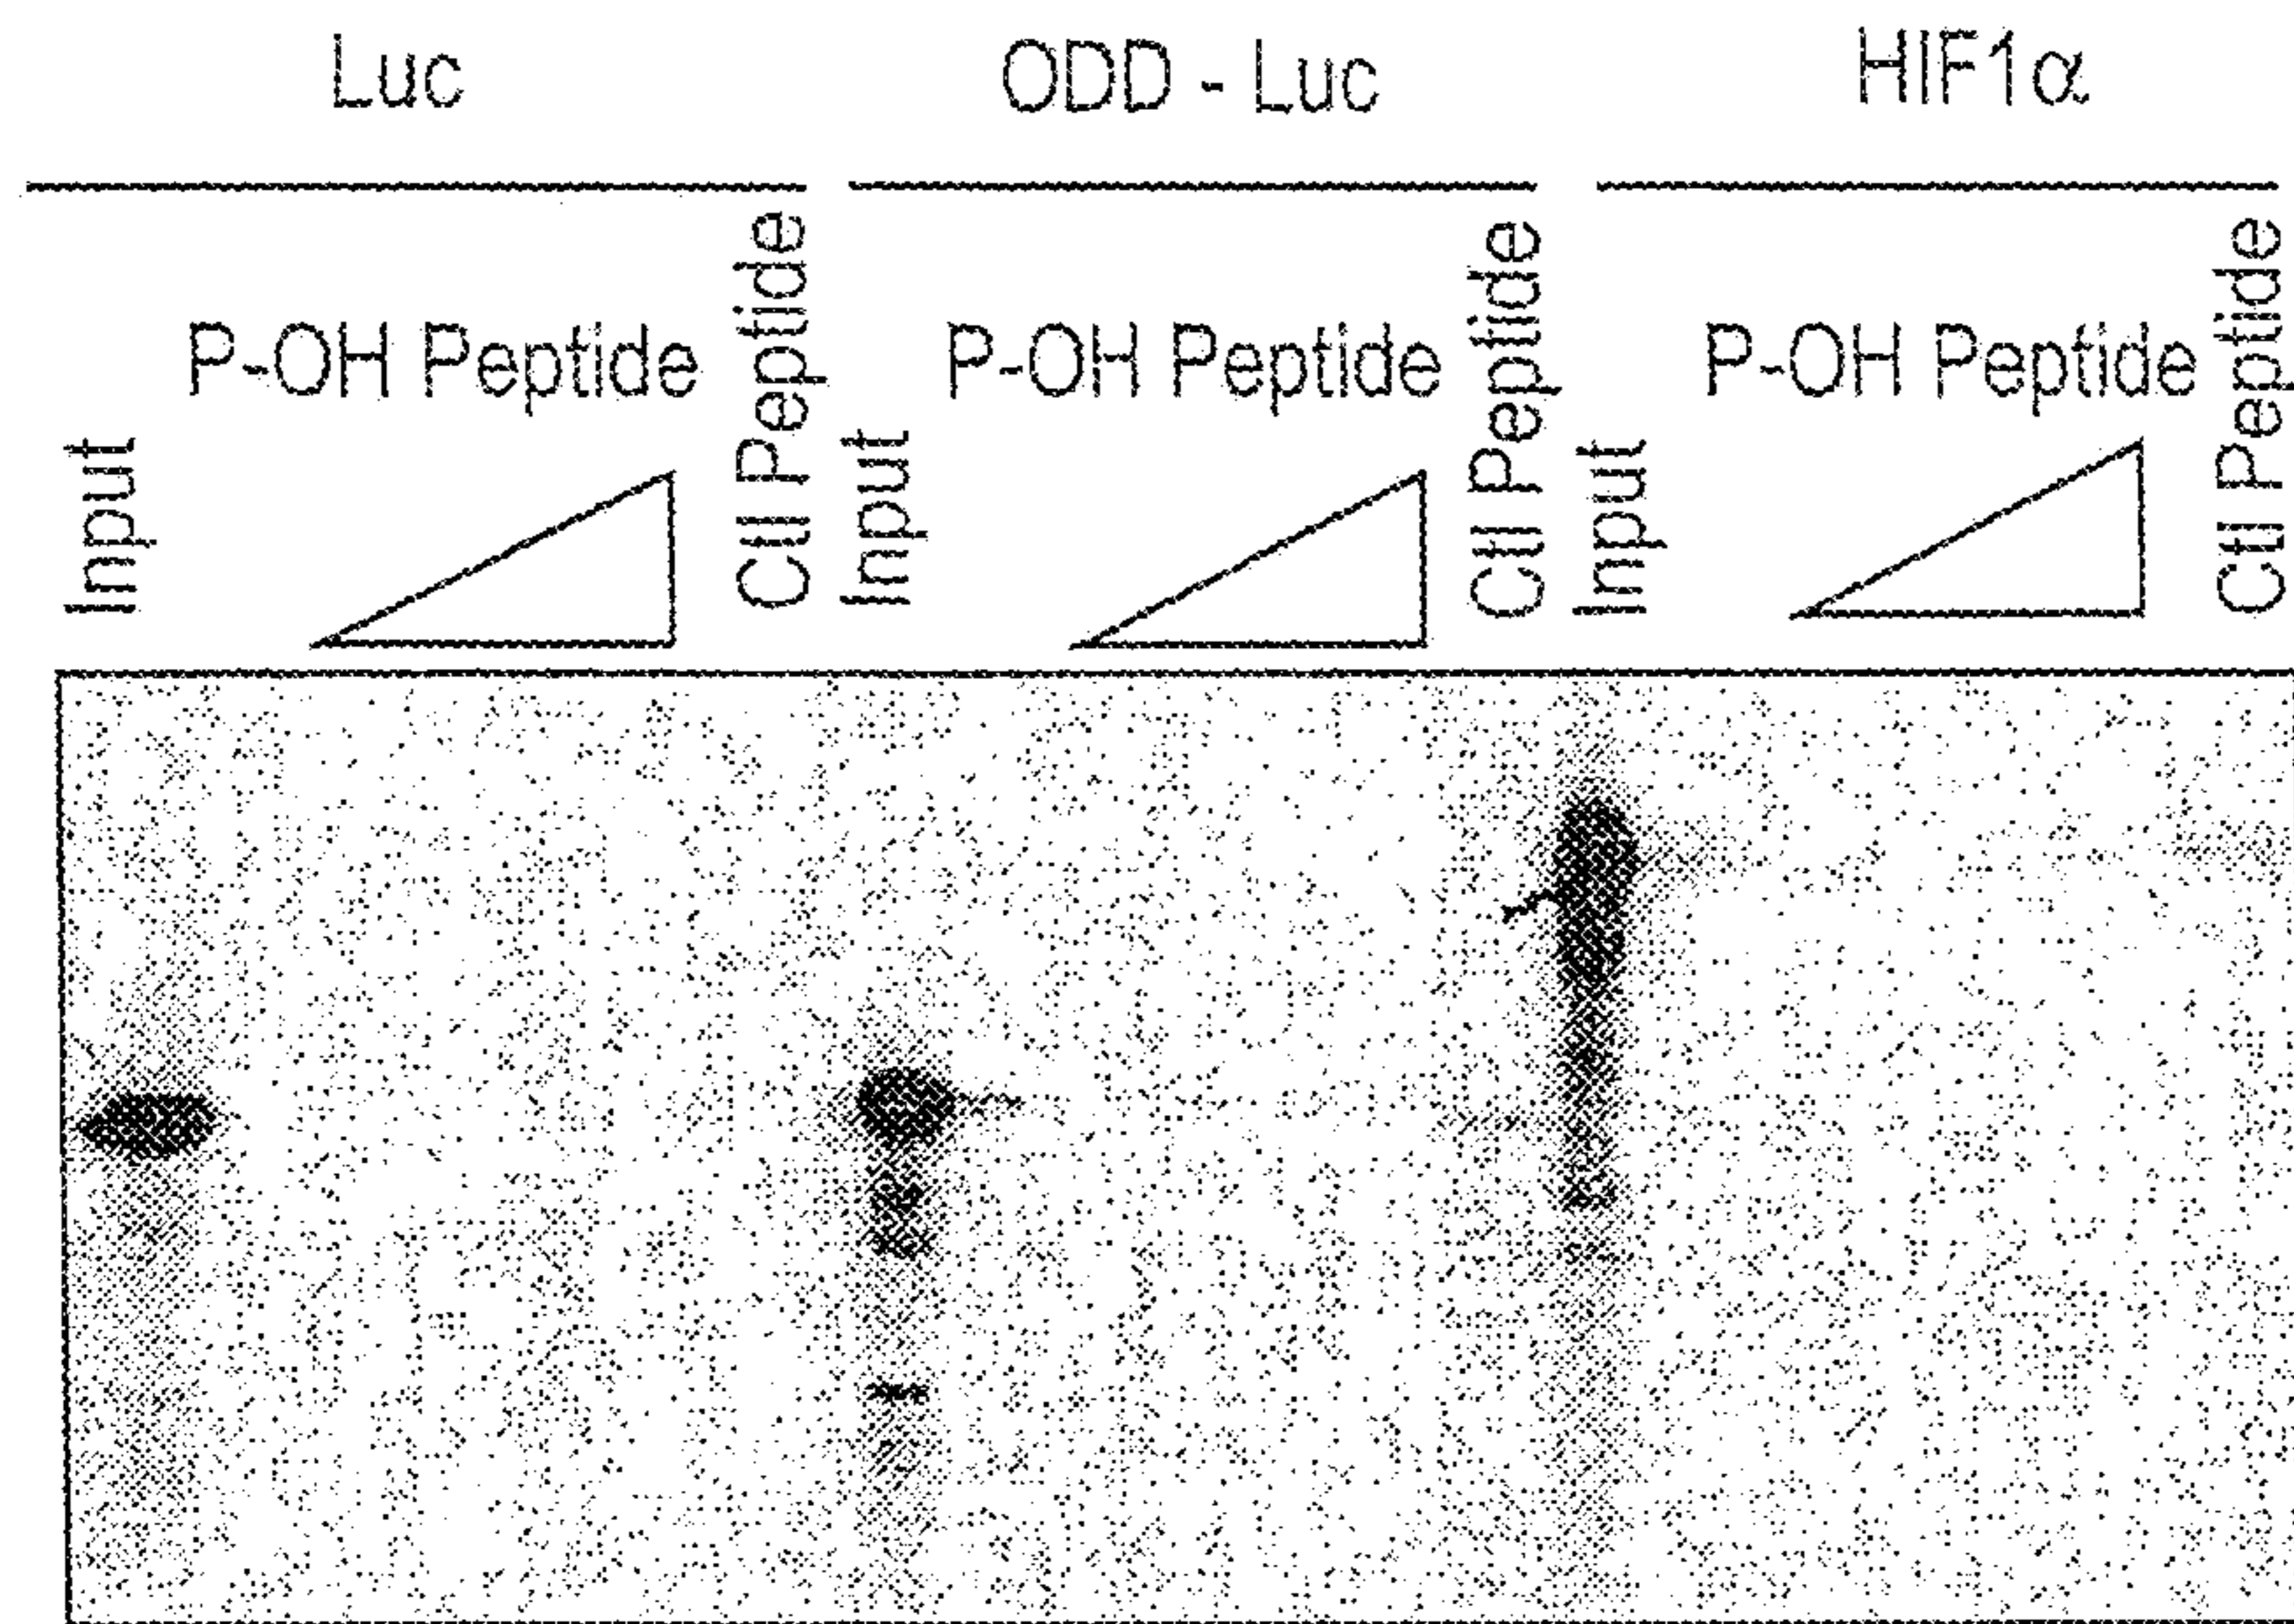 Luc ODD - Luc HIF1α
Input P-OH Peptide Ctl Peptide Input P-OH Peptide Ctl Peptide Input P-OH Peptide Ctl Peptide